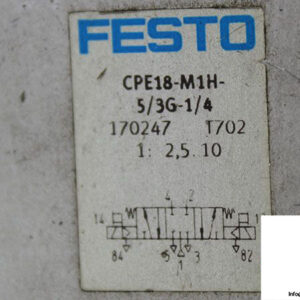 FESTO
CPE18-M1H-
5/3G-1/4
170247 T702
1: 2,5. 10
4 2
14 1
84 5 1 3 82